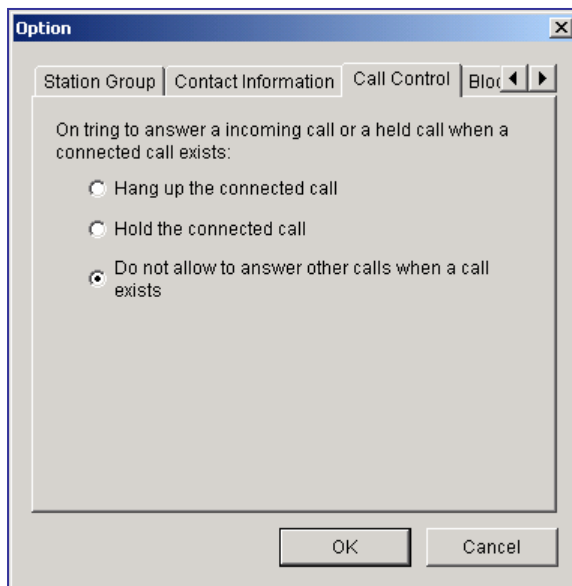 Option
Station Group Contact Information Call Control Bloc
On tring to answer a incoming call or a held call when a
connected call exists:
Hang up the connected call
Hold the connected call
Do not allow to answer other calls when a call
exists
OK Cancel